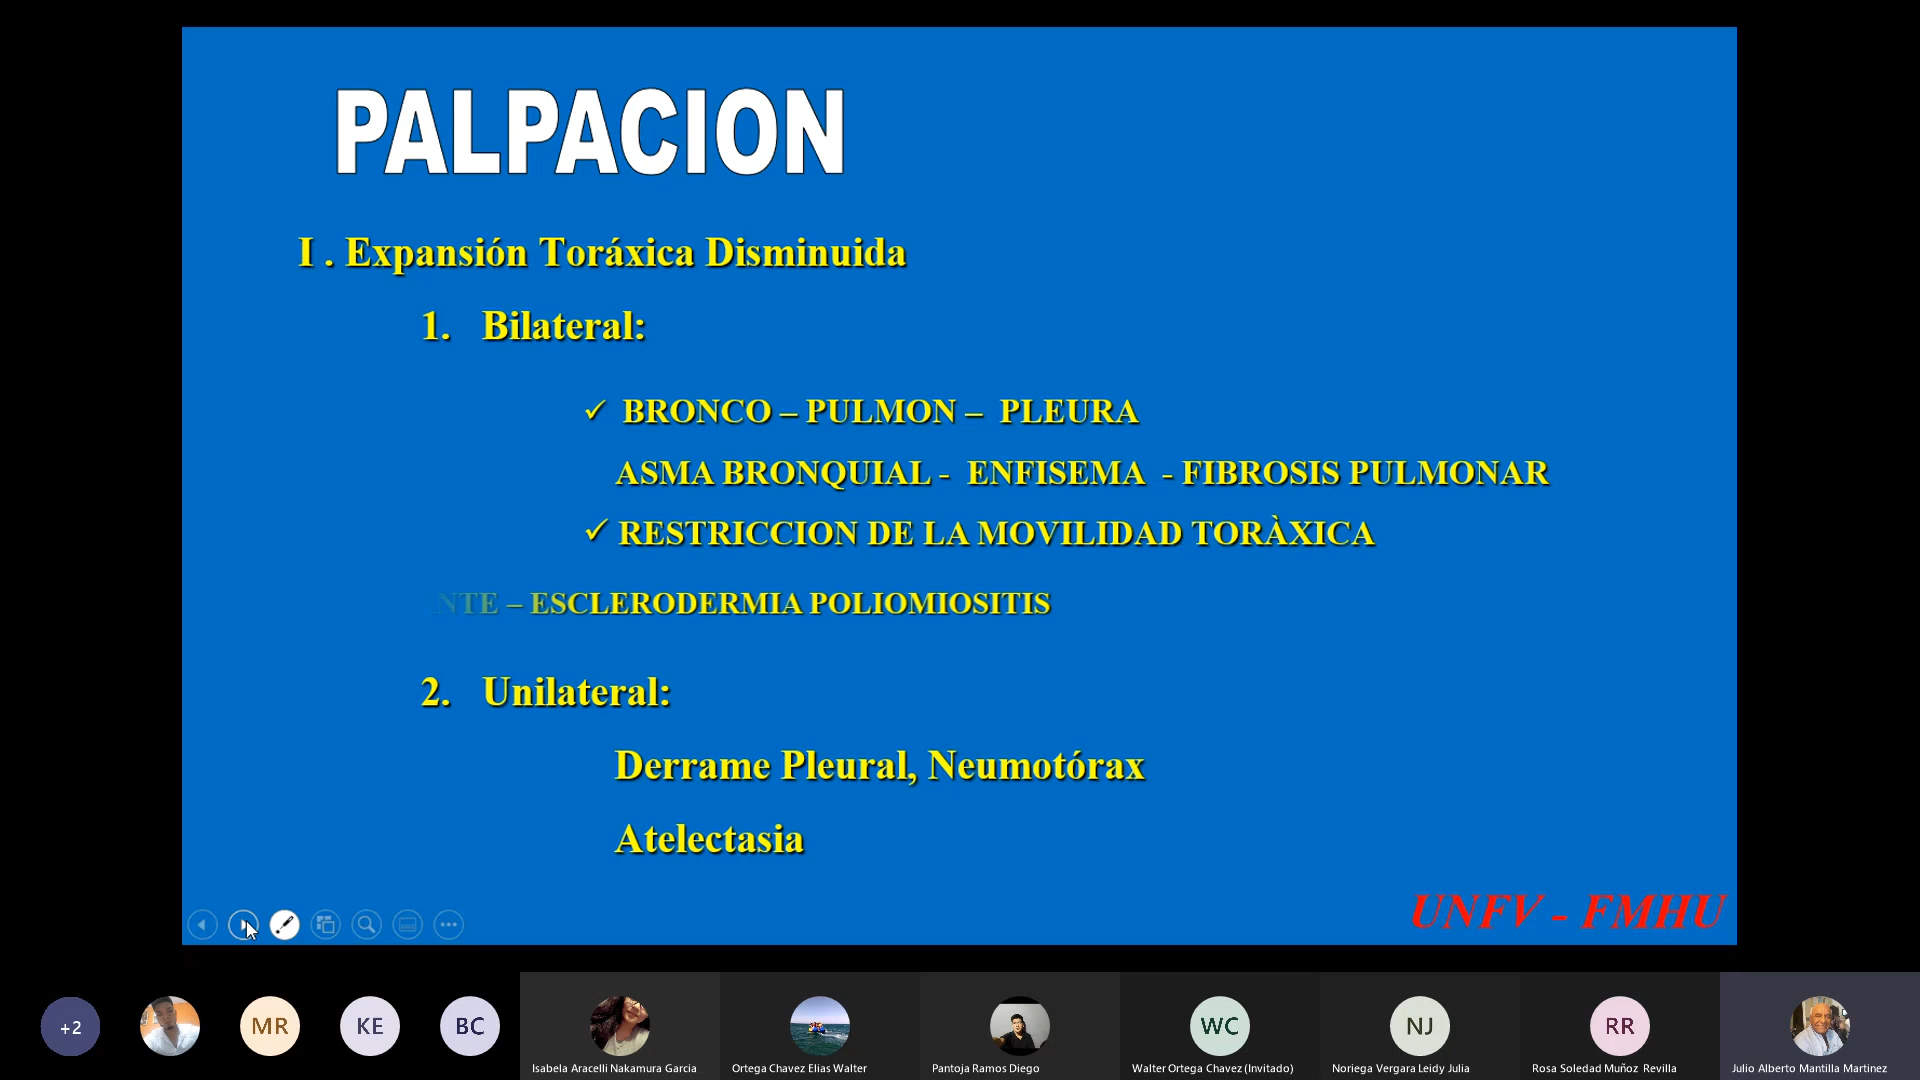 PALPACION
I . Expansión Toráxica Disminuida
1. Bilateral:
✓ BRONCO – PULMON – PLEURA
ASMA BRONQUIAL - ENFISEMA - FIBROSIS PULMONAR
✓ RESTRICCION DE LA MOVILIDAD TORÀXICA
NTE – ESCLERODERMIA POLIOMIOSITIS
2. Unilateral:
Derrame Pleural, Neumotórax
Atelectasia
UNFV - FMHU
+2
MR
KE
BC
WC
NJ
RR
Isabela Aracelli Nakamura Garcia
Ortega Chavez Elias Walter
Pantoja Ramos Diego
Walter Ortega Chavez (Invitado)
Noriega Vergara Leidy Julia
Rosa Soledad Muñoz Revilla
Julio Alberto Mantilla Martinez